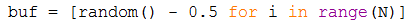 buf = [random() - 0.5 for i in range(N)]